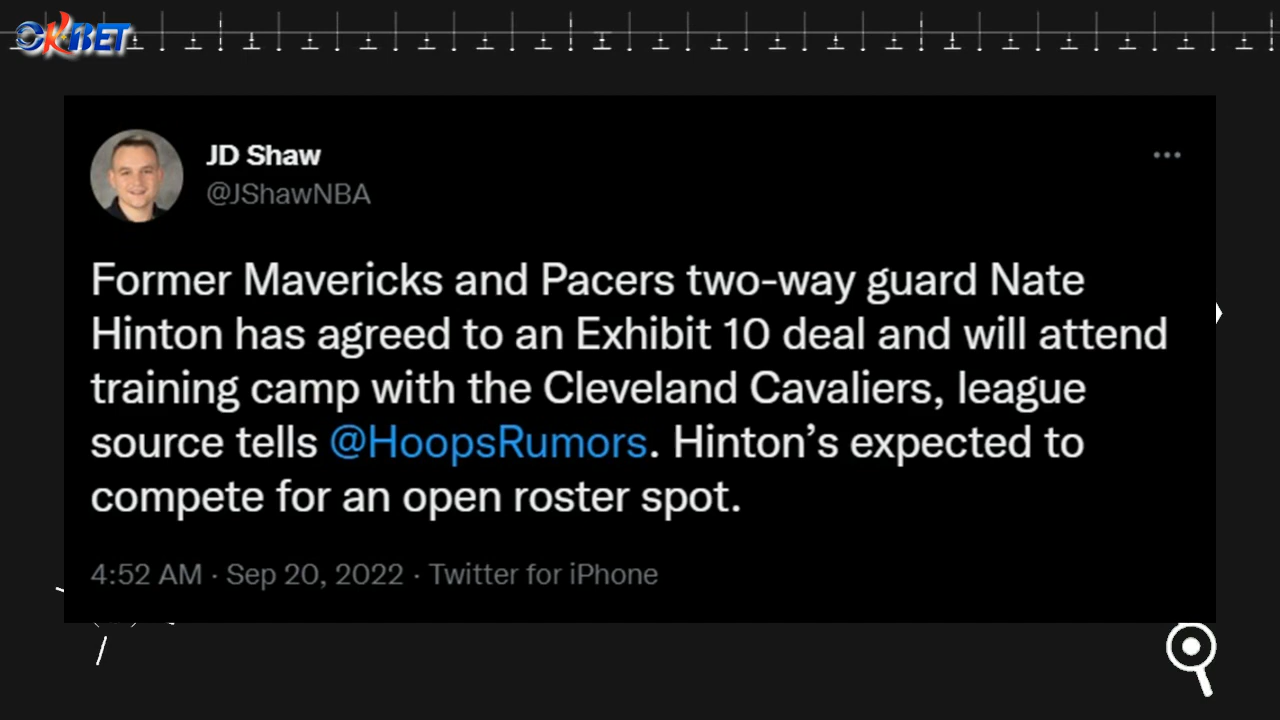 OKBET
JD Shaw
@JShawNBA
Former Mavericks and Pacers two-way guard Nate
Hinton has agreed to an Exhibit 10 deal and will attend
training camp with the Cleveland Cavaliers, league
source tells @HoopsRumors. Hinton’s expected to
compete for an open roster spot.
4:52 AM · Sep 20, 2022 · Twitter for iPhone